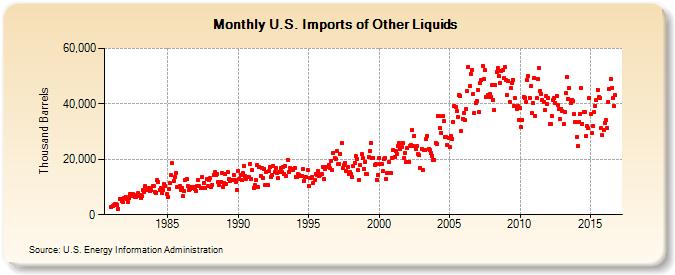 Monthly U.S. Imports of Other Liquids
Thousand Barrels
60,000
40,000
20,000
0
1985 1990 1995 2000 2005 2010 2015
Source: U.S. Energy Information Administration